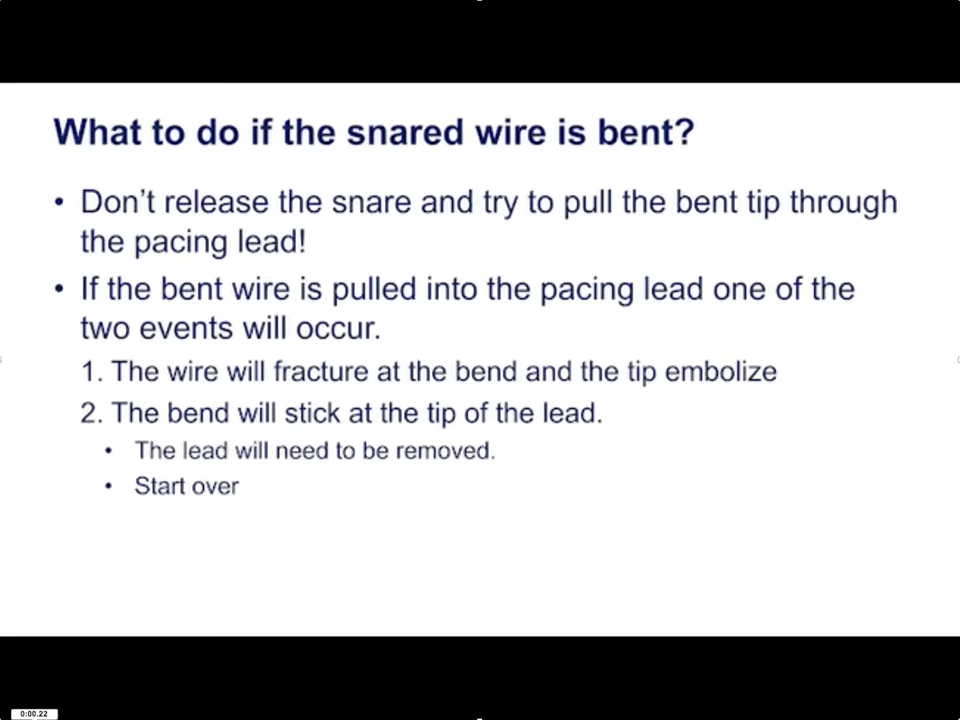 What to do if the snared wire is bent?
• Don't release the snare and try to pull the bent tip through
the pacing lead!
• If the bent wire is pulled into the pacing lead one of the
two events will occur.
1. The wire will fracture at the bend and the tip embolize
2. The bend will stick at the tip of the lead.
• The lead will need to be removed.
• Start over
0:00.22